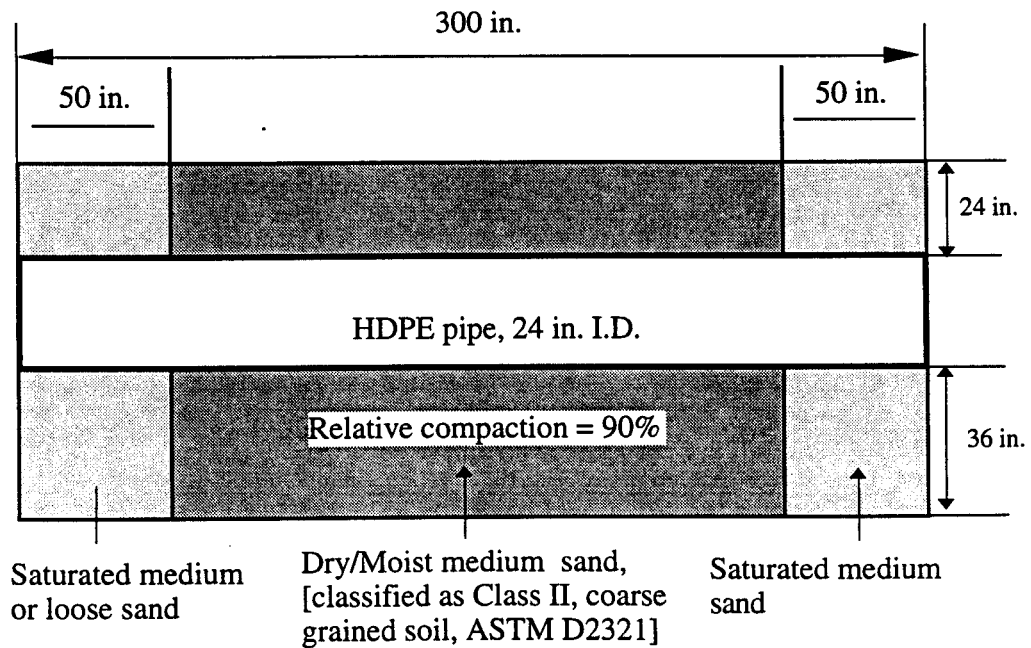 300 in.
50 in.
50 in.
24 in.
HDPE pipe, 24 in. I.D.
Relative compaction = 90%
36 in.
Saturated medium
or loose sand
Dry/Moist medium sand,
[classified as Class II, coarse
grained soil, ASTM D2321]
Saturated medium
sand